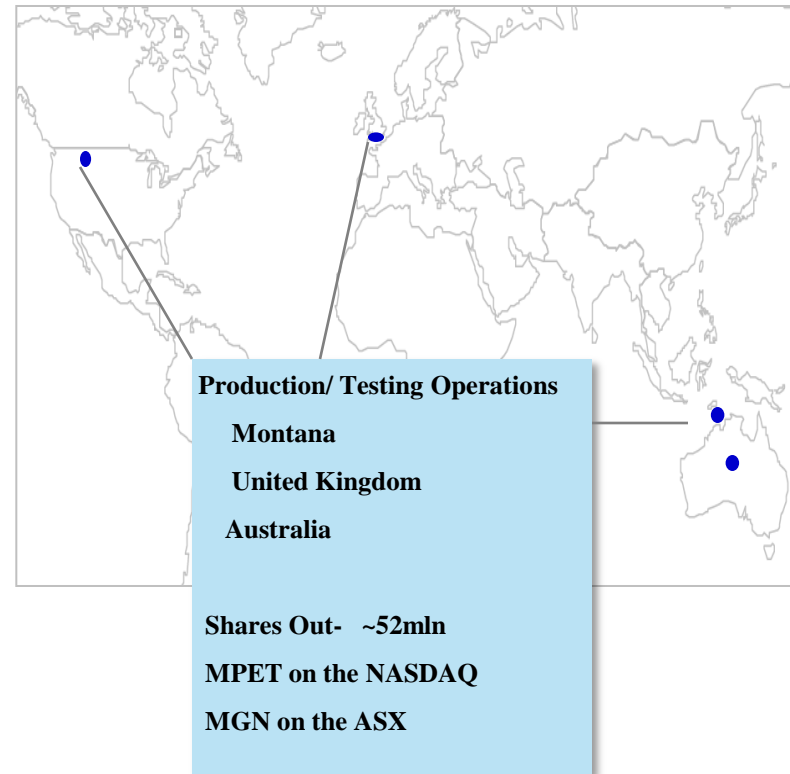 Production/ Testing Operations
Montana
United Kingdom
Australia
Shares Out- ~52mln
MPET on the NASDAQ
MGN on the ASX